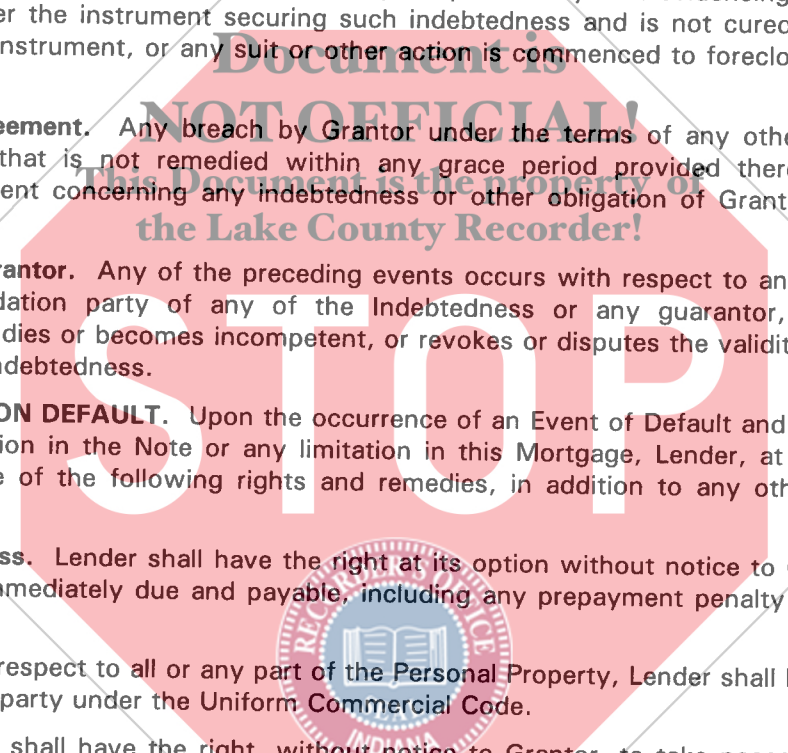 er the instrument securing such indebtedness and is not cured
nstrument, or any suit or other action is commenced to foreclo
Document is
NOT OFFICIAL!
This Document is the property of
the Lake County Recorder!
eement. Any breach by Grantor under the terms of any othe
that is not remedied within any grace period provided there
ent concerning any indebtedness or other obligation of Grant
rantor. Any of the preceding events occurs with respect to an
dation party of any of the Indebtedness or any guarantor,
dies or becomes incompetent, or revokes or disputes the validit
ndebtedness.
STOP
ON DEFAULT. Upon the occurrence of an Event of Default and
ion in the Note or any limitation in this Mortgage, Lender, at
e of the following rights and remedies, in addition to any oth
ss. Lender shall have the right at its option without notice to
mmediately due and payable, including any prepayment penalty
RECORDER'S OFFICE
SEAL
INDIANA
respect to all or any part of the Personal Property, Lender shall
party under the Uniform Commercial Code.
shall have the right, without notice to Grantor, to take